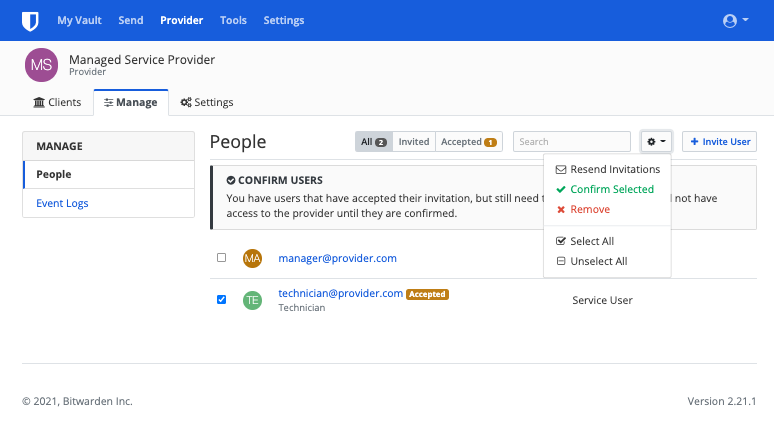 My Vault Send Provider Tools Settings
MS Managed Service Provider
Provider
Clients Manage Settings
MANAGE
People
Event Logs
People All 2 Invited Accepted 1 Search Invite User
Resend Invitations
Confirm Selected
Remove
Select All
Unselect All
CONFIRM USERS
You have users that have accepted their invitation, but still need not have
access to the provider until they are confirmed.
MA manager@provider.com
TE technician@provider.com Accepted Service User
Technician
© 2021, Bitwarden Inc. Version 2.21.1